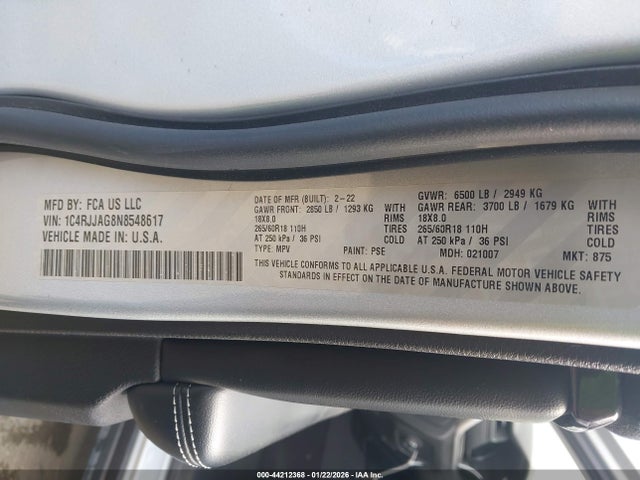 MFD BY: FCA US LLC
VIN: 1C4RJJAG8N8548617
VEHICLE MADE IN: U.S.A.
DATE OF MFR (BUILT): 2-22
GAWR FRONT: 2850 LB / 1293 KG WITH
18X8.0 RIMS
265/60R18 110H TIRES
AT 250 kPa / 36 PSI COLD
TYPE: MPV PAINT: PSE
GVWR: 6500 LB / 2949 KG
GAWR REAR: 3700 LB / 1679 KG WITH
18X8.0 RIMS
265/60R18 110H TIRES
AT 250 kPa / 36 PSI COLD
MDH: 021007 MKT: 875
THIS VEHICLE CONFORMS TO ALL APPLICABLE U.S.A. FEDERAL MOTOR VEHICLE SAFETY
STANDARDS IN EFFECT ON THE DATE OF MANUFACTURE SHOWN ABOVE.
000-44212368 - 01/22/2026 - IAA Inc.